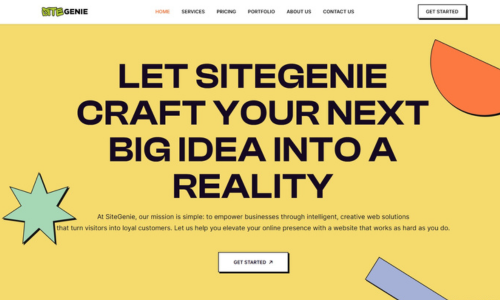 SITEGENIE
HOME SERVICES PRICING PORTFOLIO ABOUT US CONTACT US
GET STARTED
LET SITEGENIE
CRAFT YOUR NEXT
BIG IDEA INTO A
REALITY
At SiteGenie, our mission is simple: to empower businesses through intelligent, creative web solutions
that turn visitors into loyal customers. Let us help you elevate your online presence with a website that works as hard as you do.
GET STARTED ↗